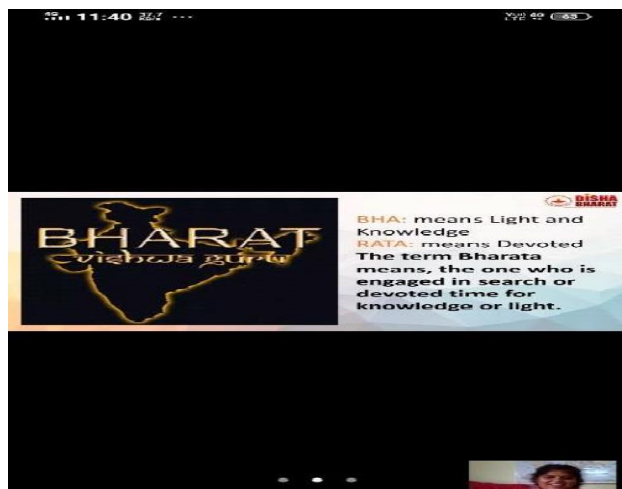 11:40
BHARAT
vishwa guru
DISHA
BHARAT
BHA: means Light and
Knowledge
RATA: means Devoted
The term Bharata
means, the one who is
engaged in search or
devoted time for
knowledge or light.